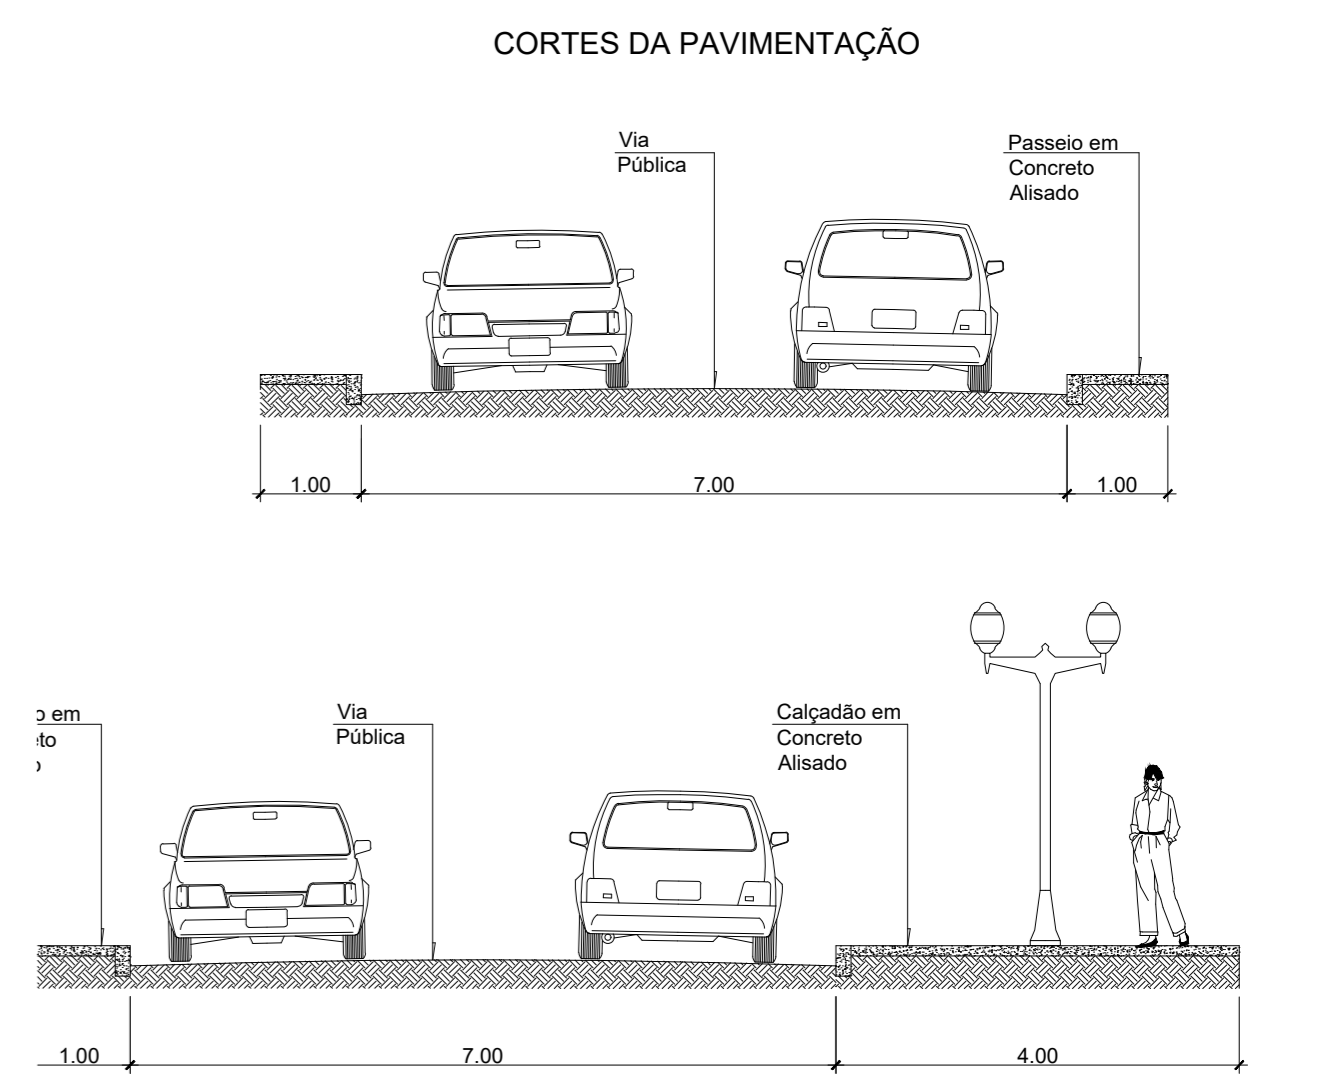 CORTES DA PAVIMENTAÇÃO
Via
Pública
Passeio em
Concreto
Alisado
1.00
7.00
1.00
em
Via
Pública
Calçadão em
Concreto
Alisado
1.00
7.00
4.00